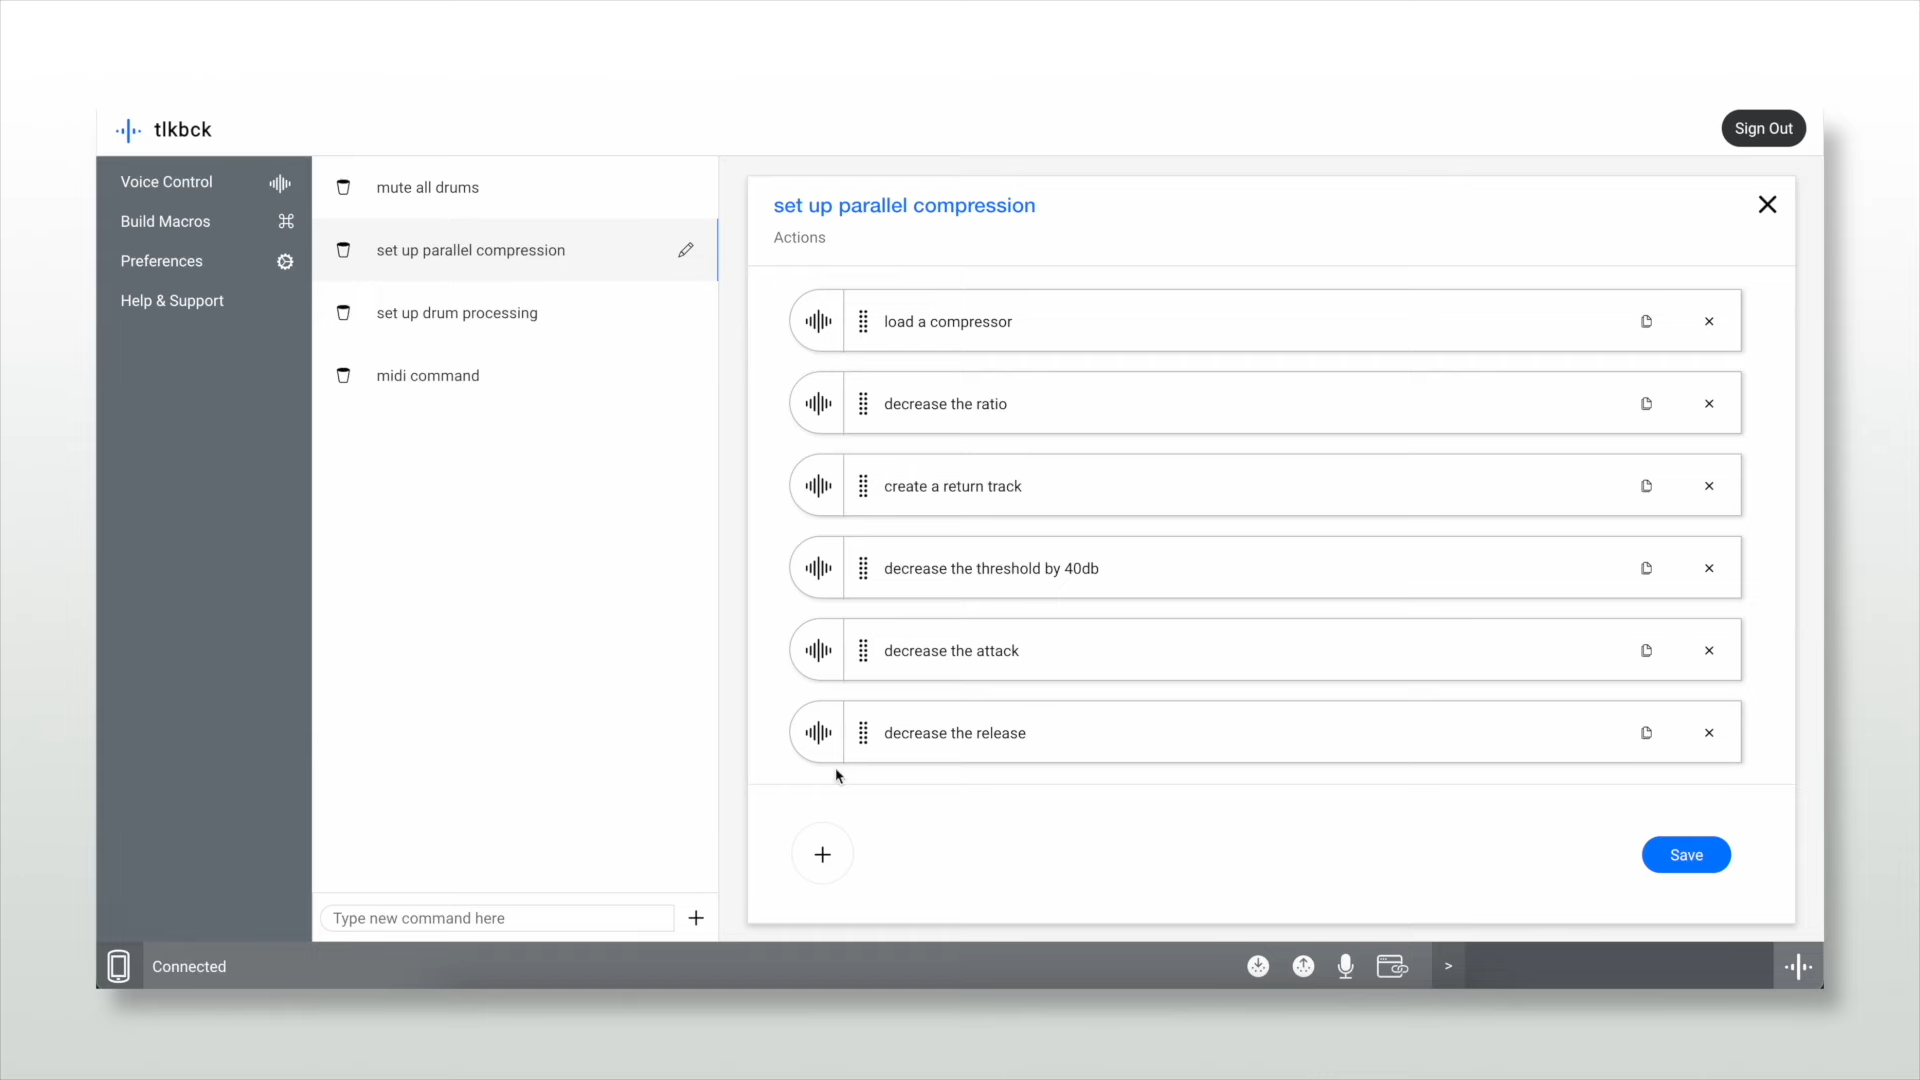 tlkbck
Sign Out
Voice Control
Build Macros
Preferences
Help & Support
mute all drums
set up parallel compression
set up drum processing
midi command
Type new command here
set up parallel compression
Actions
load a compressor
decrease the ratio
create a return track
decrease the threshold by 40db
decrease the attack
decrease the release
Save
Connected
>